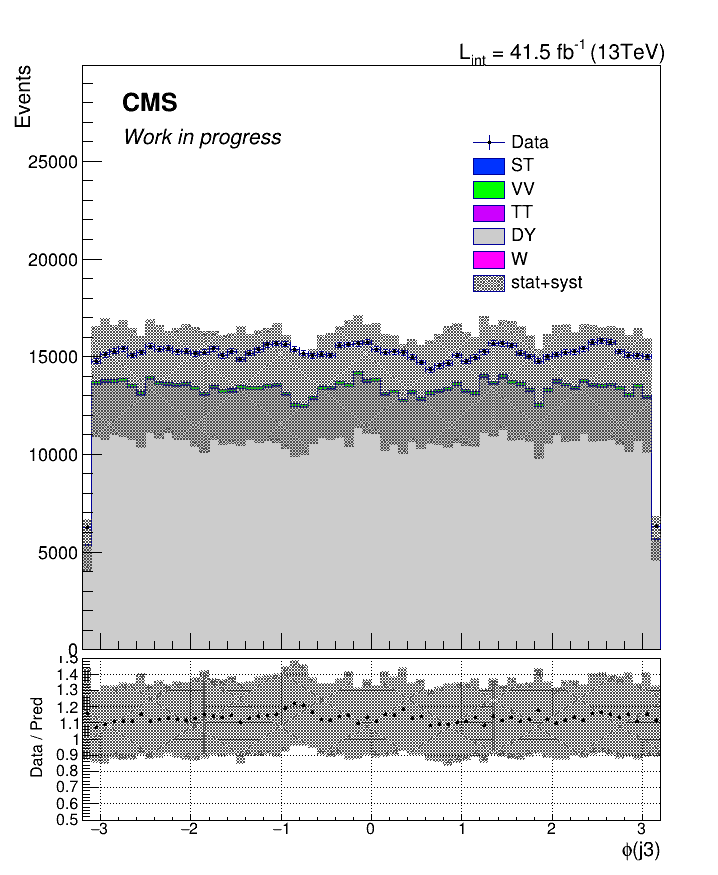 L_int = 41.5 fb^-1 (13TeV)
Events
CMS
Work in progress
Data
ST
VV
TT
DY
W
stat+syst
25000
20000
15000
10000
5000
0
1.5
1.4
1.3
1.2
1.1
1
0.9
0.8
0.7
0.6
0.5
Data / Pred
−3 −2 −1 0 1 2 3
ϕ(j3)